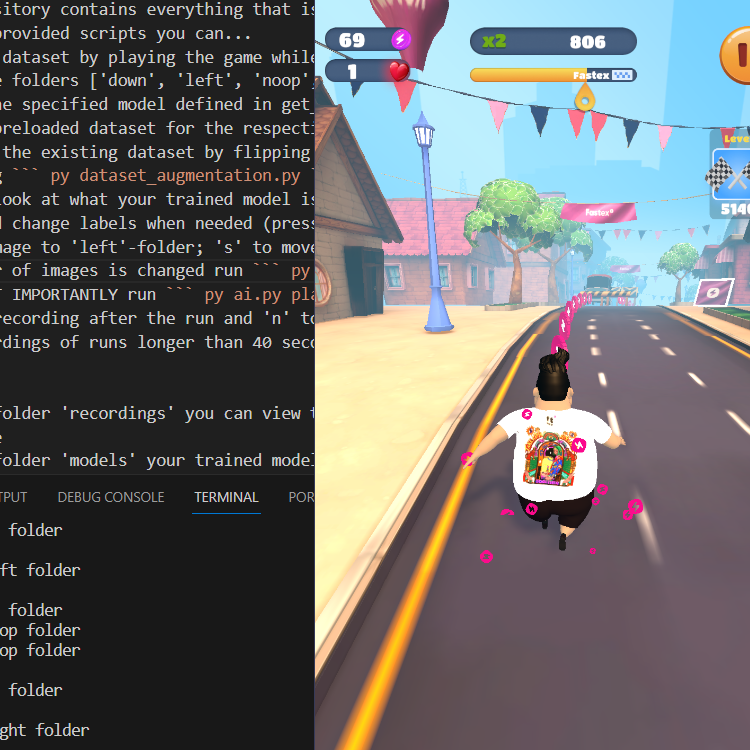 sitory contains everything that is
provided scripts you can...
dataset by playing the game while
e folders ['down', 'left', 'noop',
he specified model defined in get_
preloaded dataset for the respecti
the existing dataset by flipping
g ``` py dataset_augmentation.py
look at what your trained model is
d change labels when needed (press
mage to 'left'-folder; 's' to move
r of images is changed run ``` py
T IMPORTANTLY run ``` py ai.py pla
recording after the run and 'n' to
rdings of runs longer than 40 seco
folder 'recordings' you can view t
e
folder 'models' your trained model
TPUT DEBUG CONSOLE TERMINAL POR
folder
ft folder
folder
op folder
op folder
folder
ght folder
69
x2 806
1
Fastex
Level
5140
Fastex